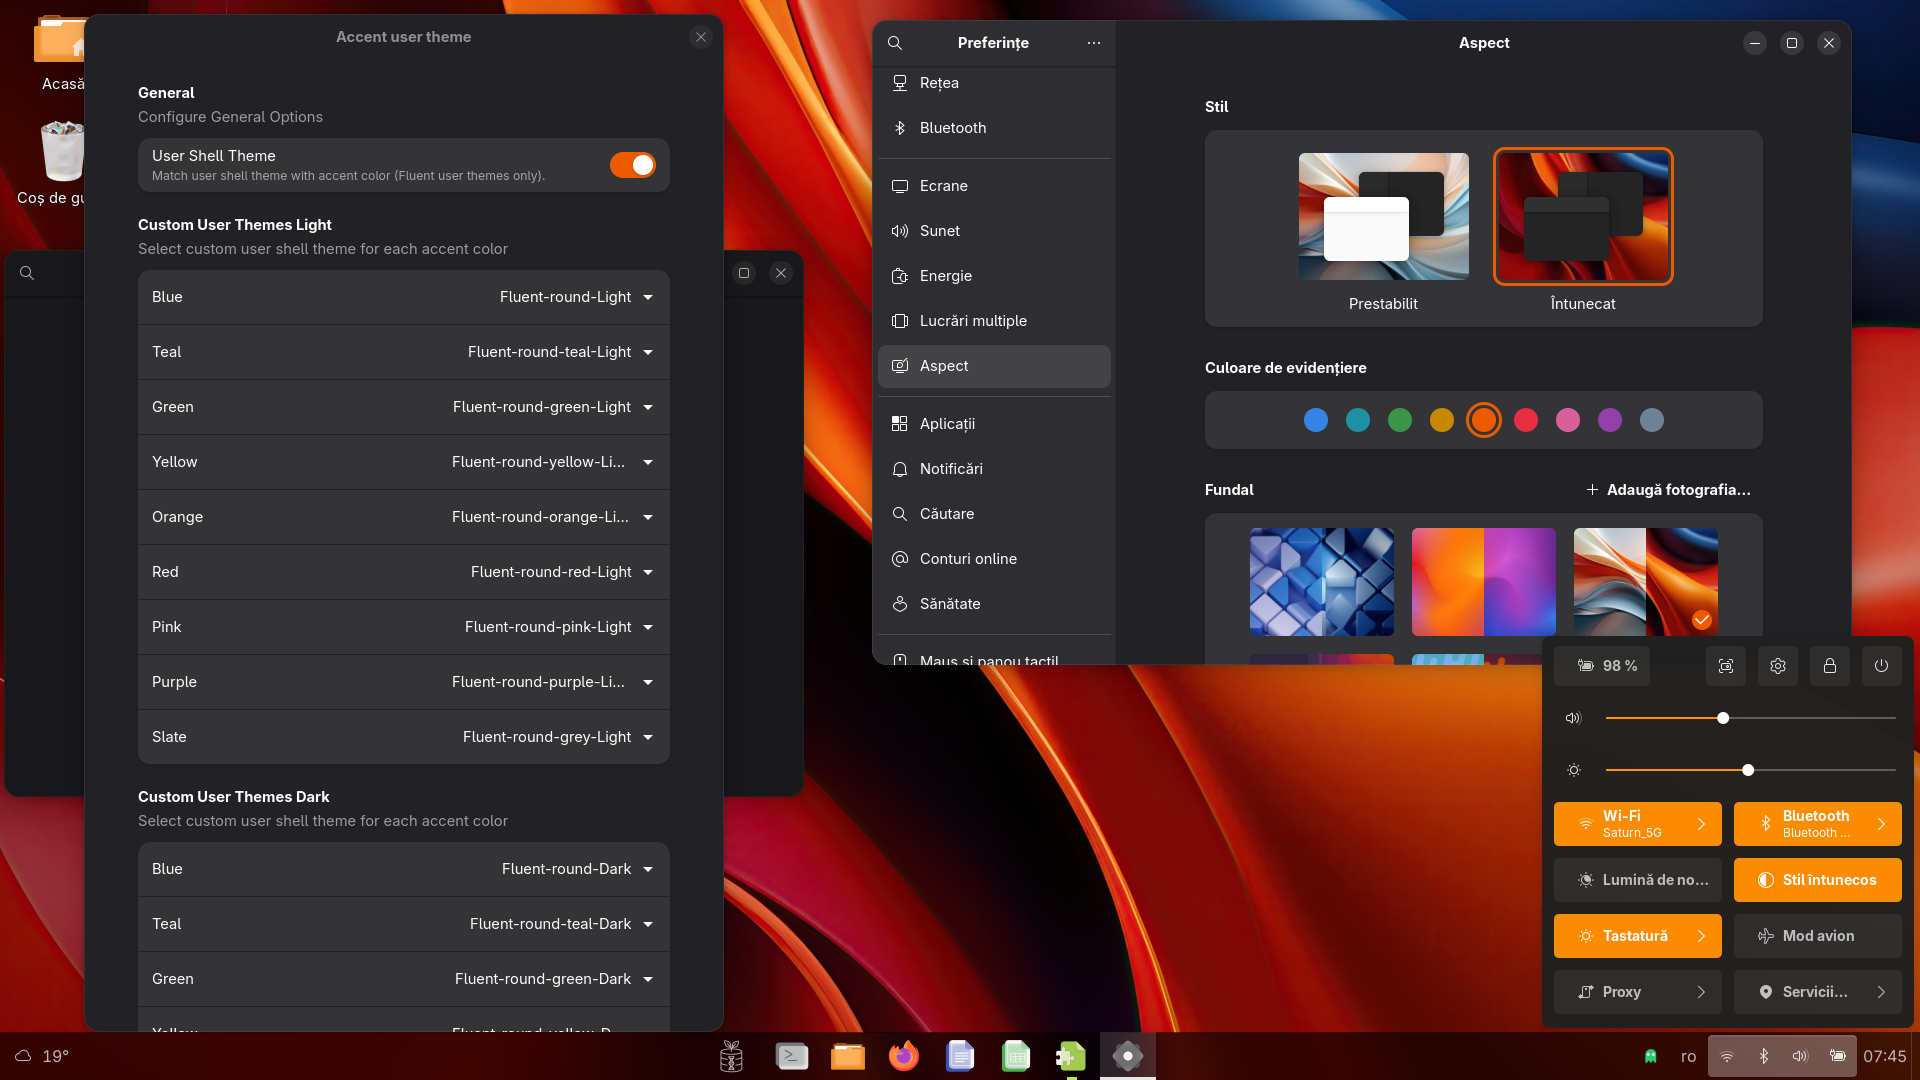 Acasă
Coș de gu
Accent user theme
General
Configure General Options
User Shell Theme
Match user shell theme with accent color (Fluent user themes only).
Custom User Themes Light
Select custom user shell theme for each accent color
Blue
Fluent-round-Light
Teal
Fluent-round-teal-Light
Green
Fluent-round-green-Light
Yellow
Fluent-round-yellow-Li...
Orange
Fluent-round-orange-Li...
Red
Fluent-round-red-Light
Pink
Fluent-round-pink-Light
Purple
Fluent-round-purple-Li...
Slate
Fluent-round-grey-Light
Custom User Themes Dark
Select custom user shell theme for each accent color
Blue
Fluent-round-Dark
Teal
Fluent-round-teal-Dark
Green
Fluent-round-green-Dark
Yellow
Fluent-round-yellow-D...
Preferințe
Rețea
Bluetooth
Ecrane
Sunet
Energie
Lucrări multiple
Aspect
Aplicații
Notificări
Căutare
Conturi online
Sănătate
Maus și panou tactil
Aspect
Stil
Prestabilit
Întunecat
Culoare de evidențiere
Fundal
Adaugă fotografia...
98 %
Wi-Fi
Saturn_5G
Bluetooth
Bluetooth ...
Lumină de no...
Stil întunecos
Tastatură
Mod avion
Proxy
Servicii...
19°
ro
07:45